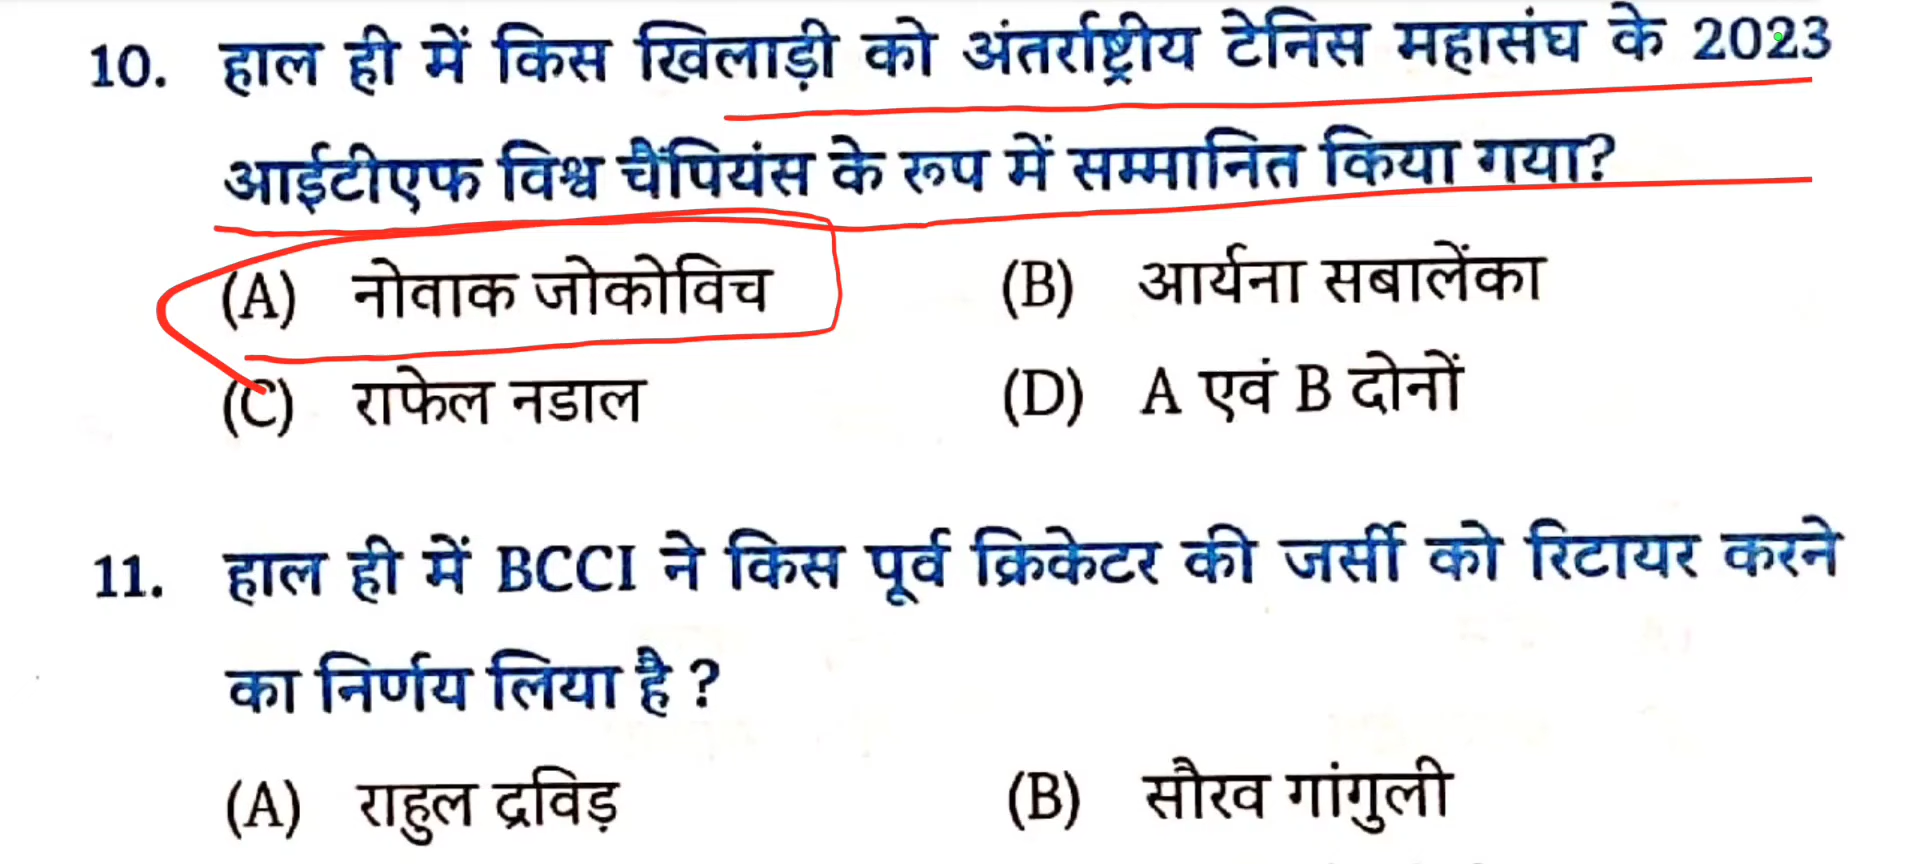 10. हाल ही में किस खिलाड़ी को अंतर्राष्ट्रीय टेनिस महासंघ के 2023
आईटीएफ विश्व चैंपियंस के रूप में सम्मानित किया गया?
(A) नोवाक जोकोविच (B) आर्यना सबालेंका
(C) राफेल नडाल (D) A एवं B दोनों
11. हाल ही में BCCI ने किस पूर्व क्रिकेटर की जर्सी को रिटायर करने
का निर्णय लिया है ?
(A) राहुल द्रविड़ (B) सौरव गांगुली